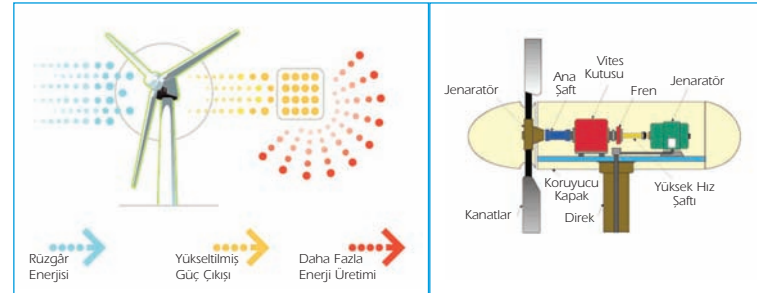 Rüzgâr
Enerjisi
Yükseltilmiş
Güç Çıkışı
Daha Fazla
Enerji Üretimi
Jenaratör
Ana
Şaft
Vites
Kutusu
Fren
Jenaratör
Kanatlar
Koruyucu
Kapak
Direk
Yüksek Hız
Şaftı